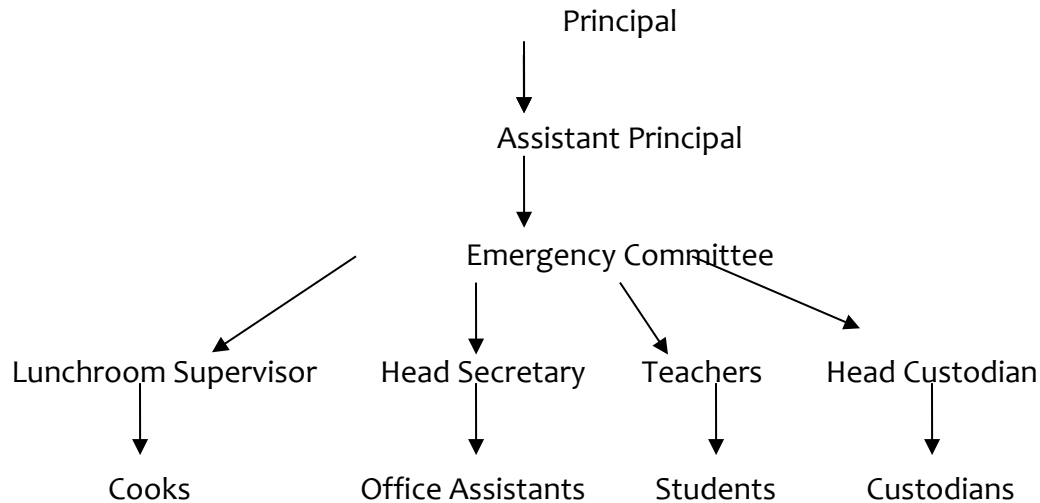 Principal
Assistant Principal
Emergency Committee
Lunchroom Supervisor Head Secretary Teachers Head Custodian
Cooks Office Assistants Students Custodians